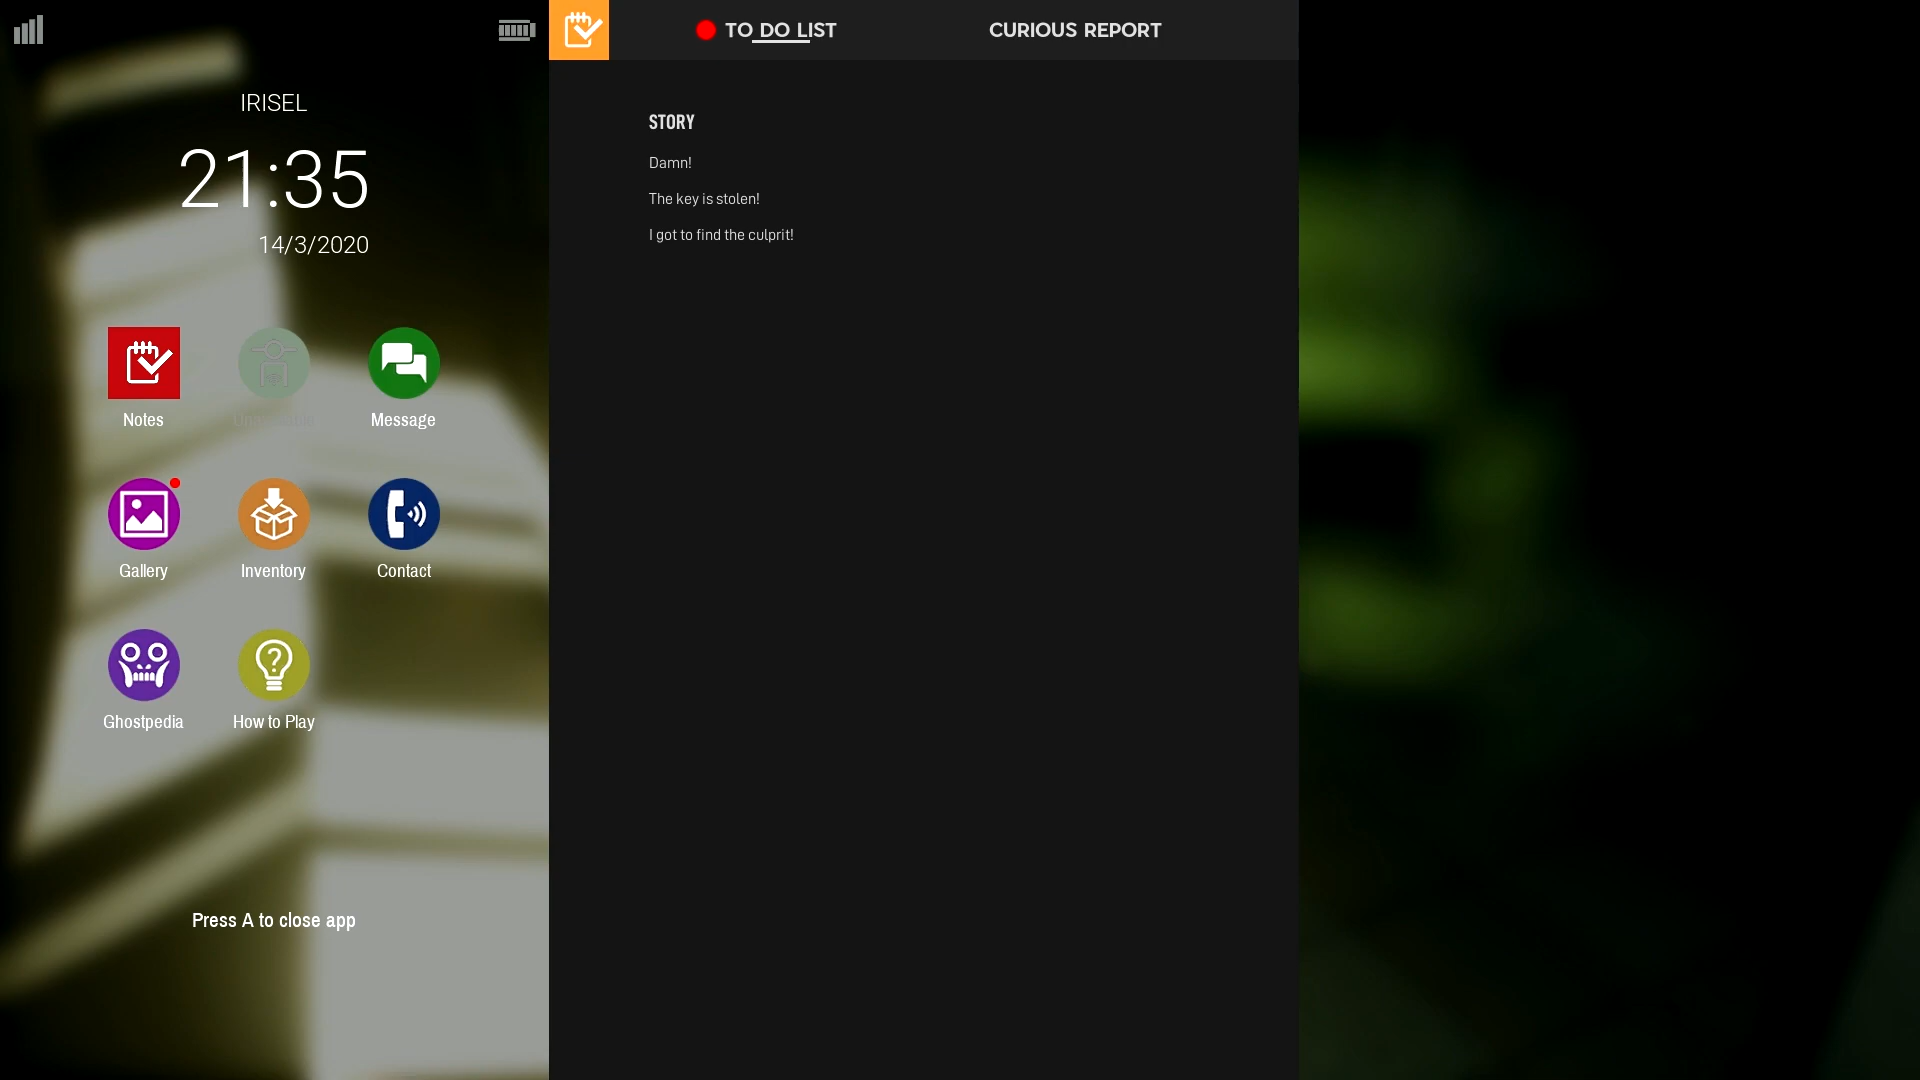 IRISEL
21:35
14/3/2020
Notes
Message
Gallery
Inventory
Contact
Ghostpedia
How to Play
Press A to close app
TO DO LIST
CURIOUS REPORT
STORY
Damn!
The key is stolen!
I got to find the culprit!